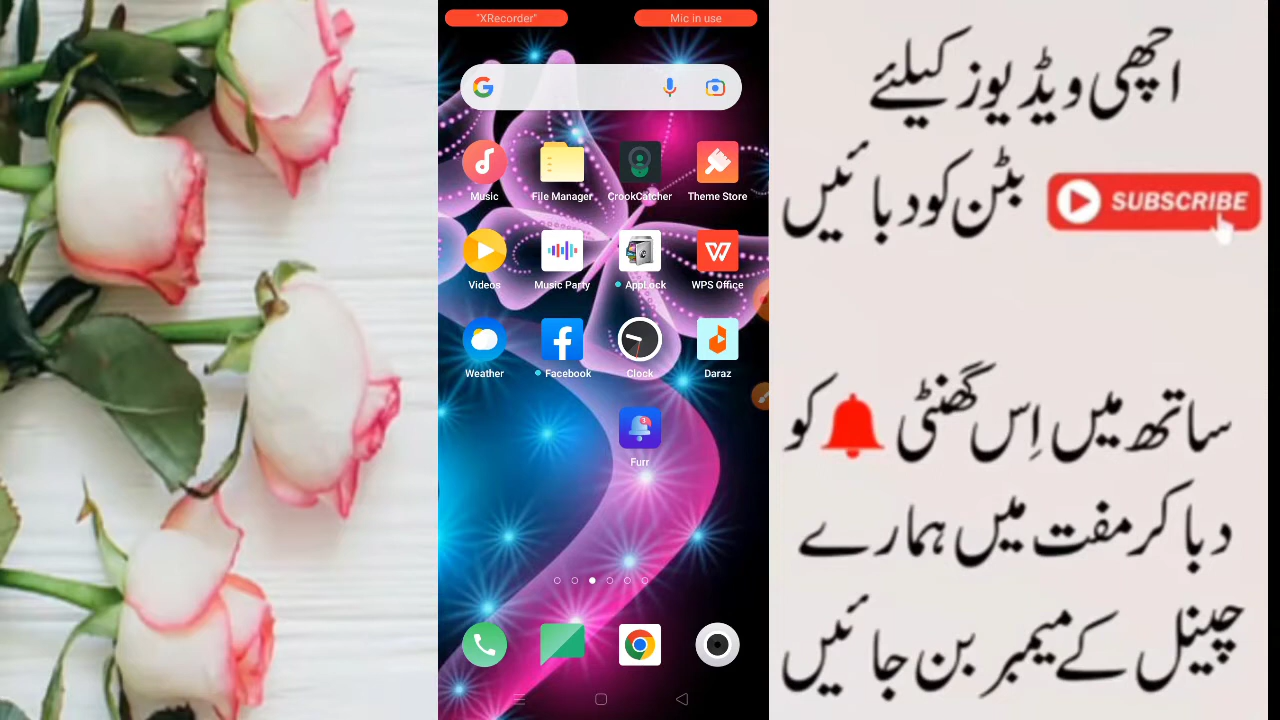 "XRecorder" Mic in use
Music File Manager CrookCatcher Theme Store
Videos Music Party AppLock WPS Office
Weather Facebook Clock Daraz
Furr
اچھی ویڈیوز کیلئے
بٹن کو دبائیں SUBSCRIBE
ساتھ میں اِس گھنٹی کو
دبا کر مفت میں ہمارے
چینل کے میمبر بن جائیں